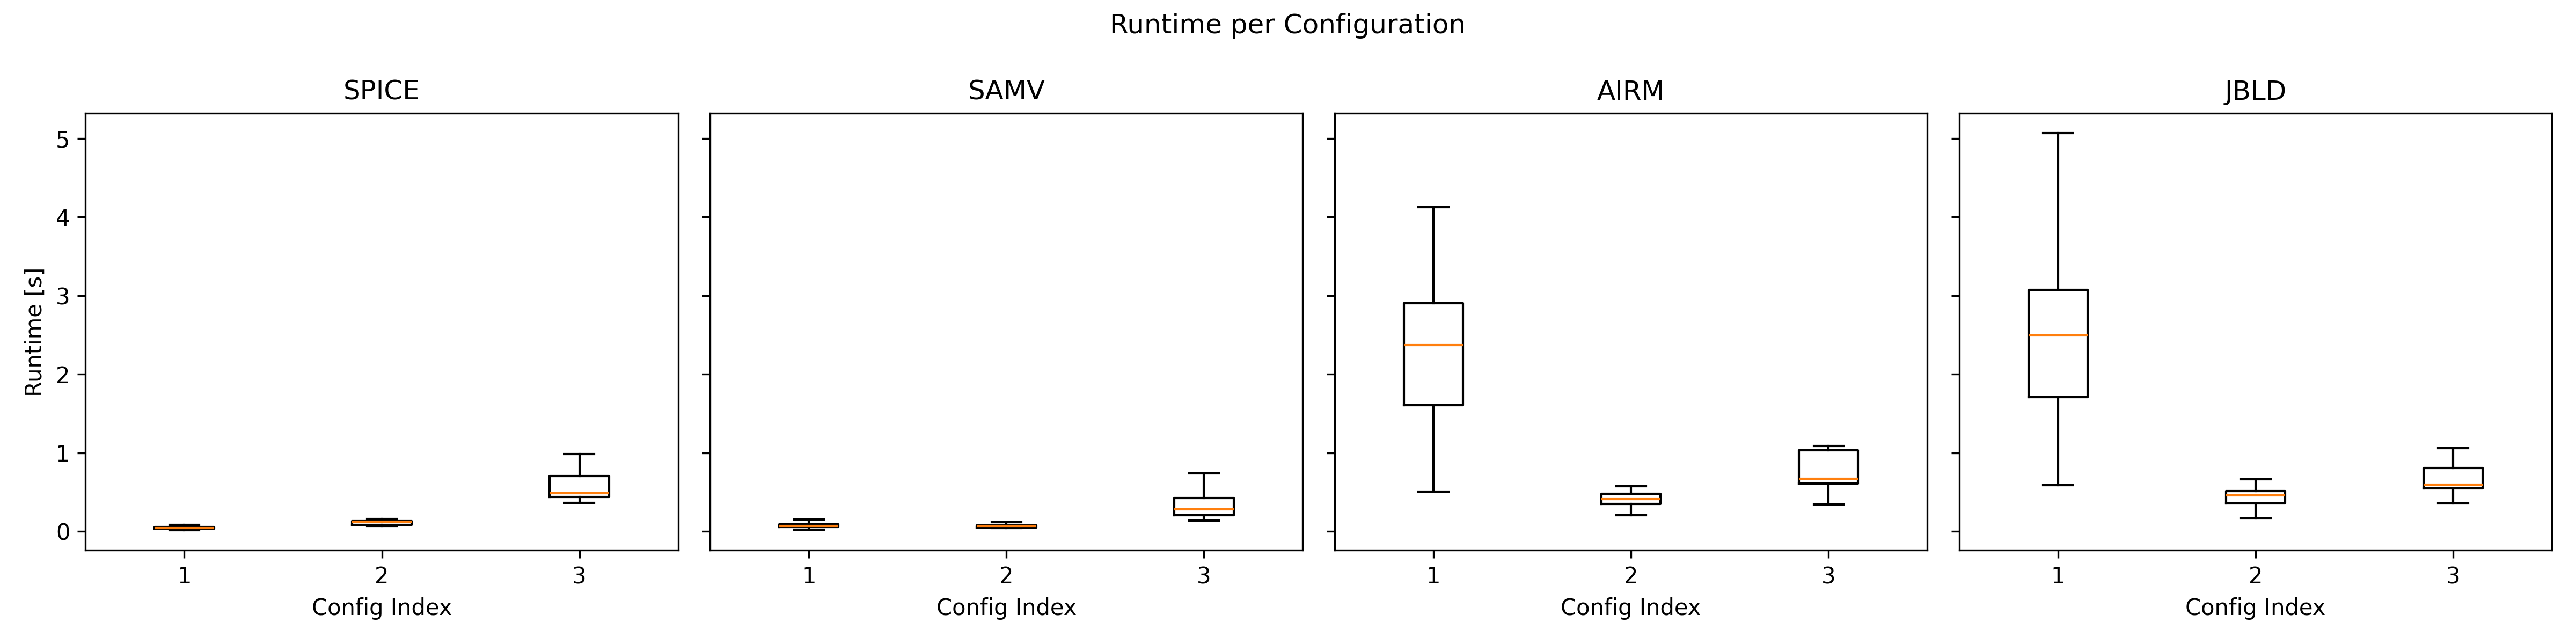 Runtime per Configuration
SPICE
SAMV
AIRM
JBLD
Runtime [s]
5
4
3
2
1
0
1 2 3
1 2 3
1 2 3
1 2 3
Config Index
Config Index
Config Index
Config Index